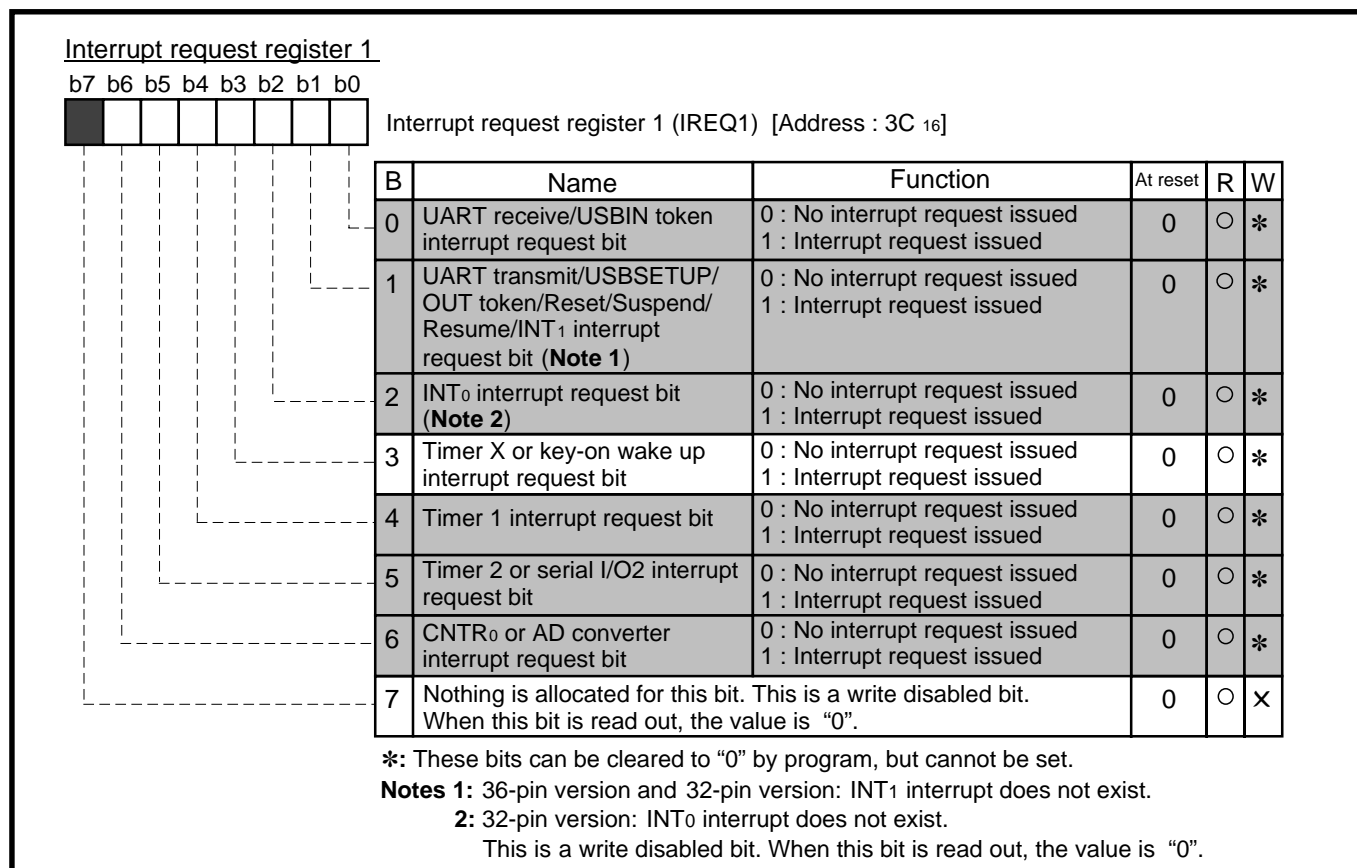 Interrupt request register 1
b7 b6 b5 b4 b3 b2 b1 b0
Interrupt request register 1 (IREQ1) [Address : 3C 16]
B Name Function At reset R W
0 UART receive/USBIN token 0 : No interrupt request issued 0 ○ ✻
interrupt request bit 1 : Interrupt request issued
1 UART transmit/USBSETUP/ 0 : No interrupt request issued 0 ○ ✻
OUT token/Reset/Suspend/ 1 : Interrupt request issued
Resume/INT1 interrupt
request bit (Note 1)
2 INT0 interrupt request bit 0 : No interrupt request issued 0 ○ ✻
(Note 2) 1 : Interrupt request issued
3 Timer X or key-on wake up 0 : No interrupt request issued 0 ○ ✻
interrupt request bit 1 : Interrupt request issued
4 Timer 1 interrupt request bit 0 : No interrupt request issued 0 ○ ✻
1 : Interrupt request issued
5 Timer 2 or serial I/O2 interrupt 0 : No interrupt request issued 0 ○ ✻
request bit 1 : Interrupt request issued
6 CNTR0 or AD converter 0 : No interrupt request issued 0 ○ ✻
interrupt request bit 1 : Interrupt request issued
7 Nothing is allocated for this bit. This is a write disabled bit. 0 ○ ×
When this bit is read out, the value is “0”.
✻: These bits can be cleared to “0” by program, but cannot be set.
Notes 1: 36-pin version and 32-pin version: INT1 interrupt does not exist.
2: 32-pin version: INT0 interrupt does not exist.
This is a write disabled bit. When this bit is read out, the value is “0”.